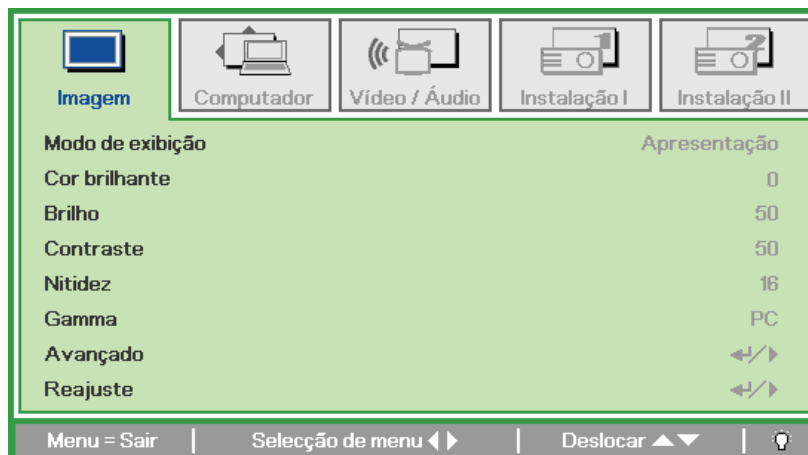 Imagem Computador Vídeo / Áudio Instalação I Instalação II
Modo de exibição Apresentação
Cor brilhante 0
Brilho 50
Contraste 50
Nitidez 16
Gamma PC
Avançado
Reajuste
Menu = Sair | Selecção de menu | Deslocar |